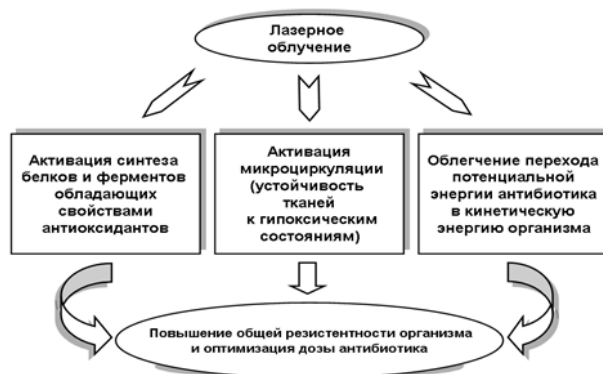 Лазерное
облучение
Активация синтеза
белков и ферментов
обладающих
свойствами
антиоксидантов
Активация
микроциркуляции
(устойчивость
тканей
к гипоксическим
состояниям)
Облегчение перехода
потенциальной
энергии антибиотика
в кинетическую
энергию организма
Повышение общей резистентности организма
и оптимизация дозы антибиотика